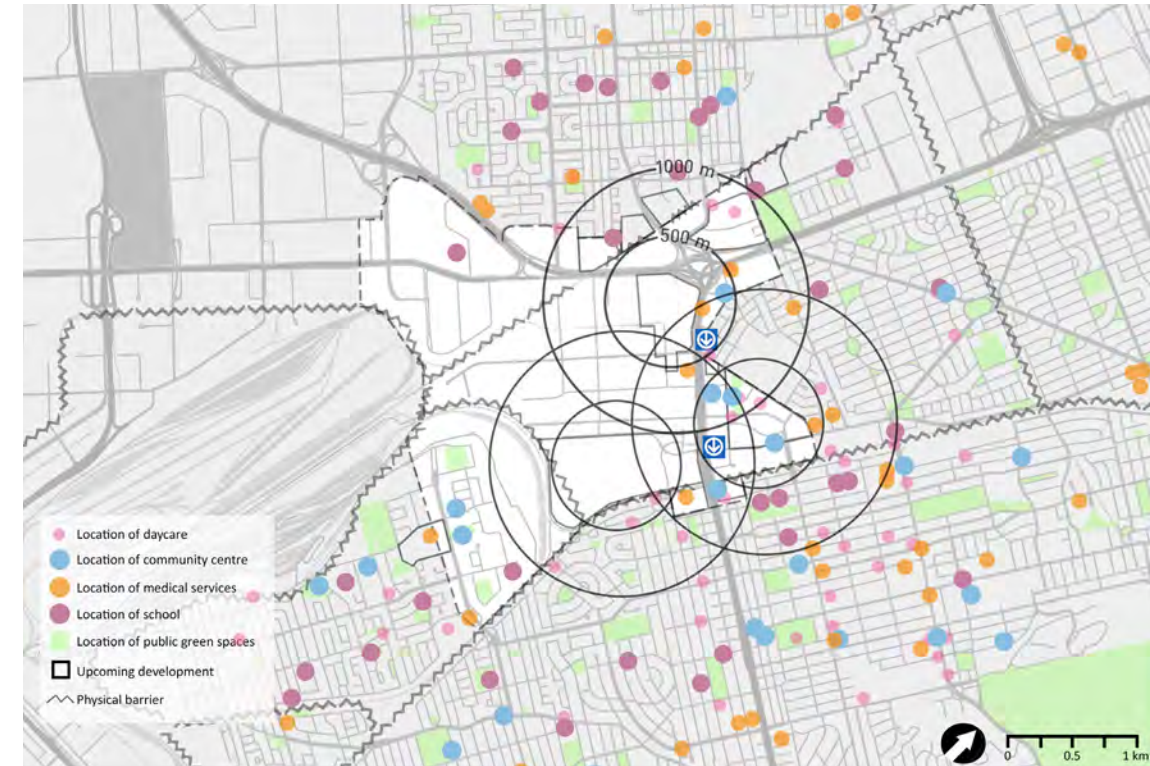 1000 m
500 m
Location of daycare
Location of community centre
Location of medical services
Location of school
Location of public green spaces
Upcoming development
Physical barrier
0 0.5 1 km